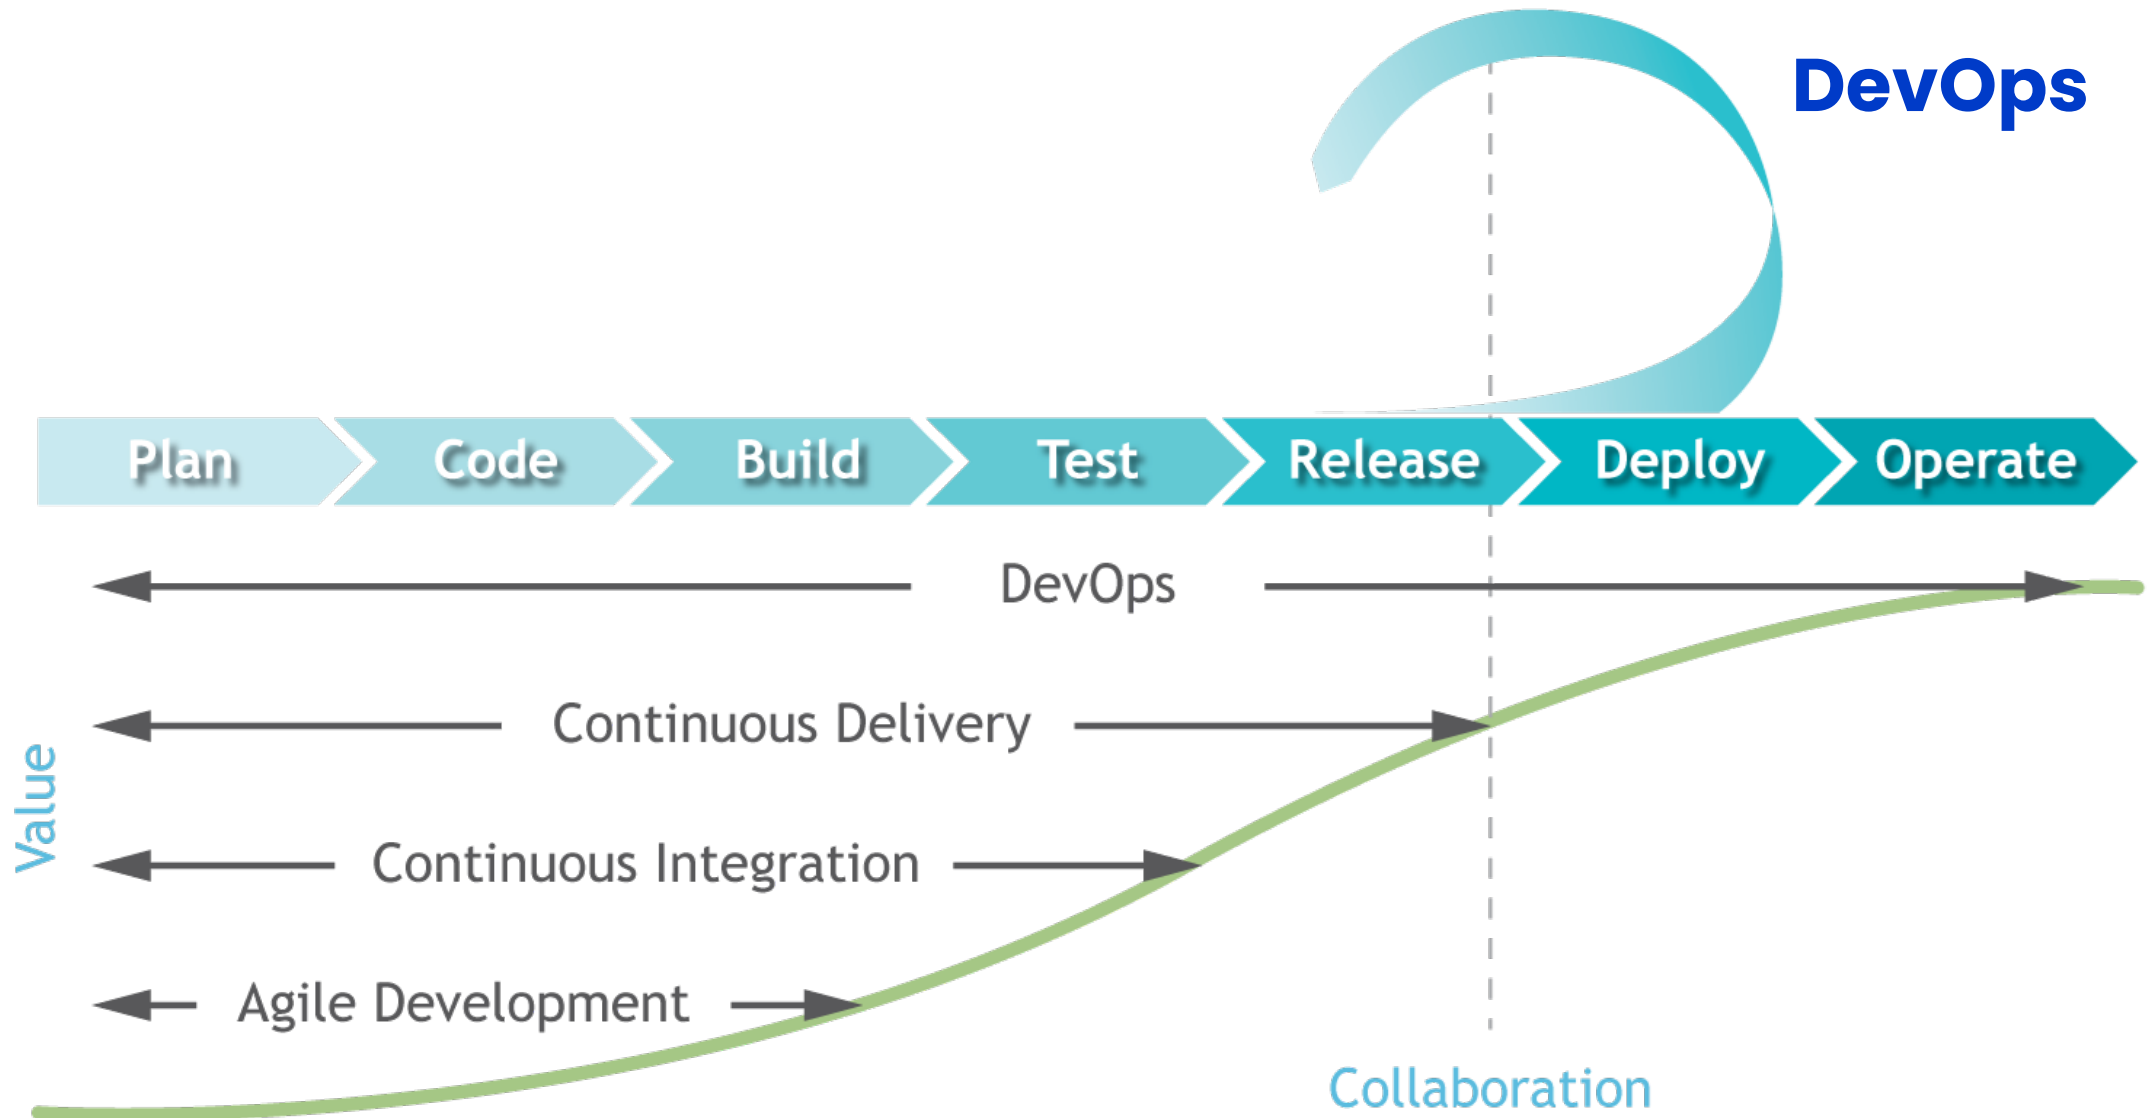 DevOps
Plan
Code
Build
Test
Release
Deploy
Operate
DevOps
Continuous Delivery
Value
Continuous Integration
Agile Development
Collaboration